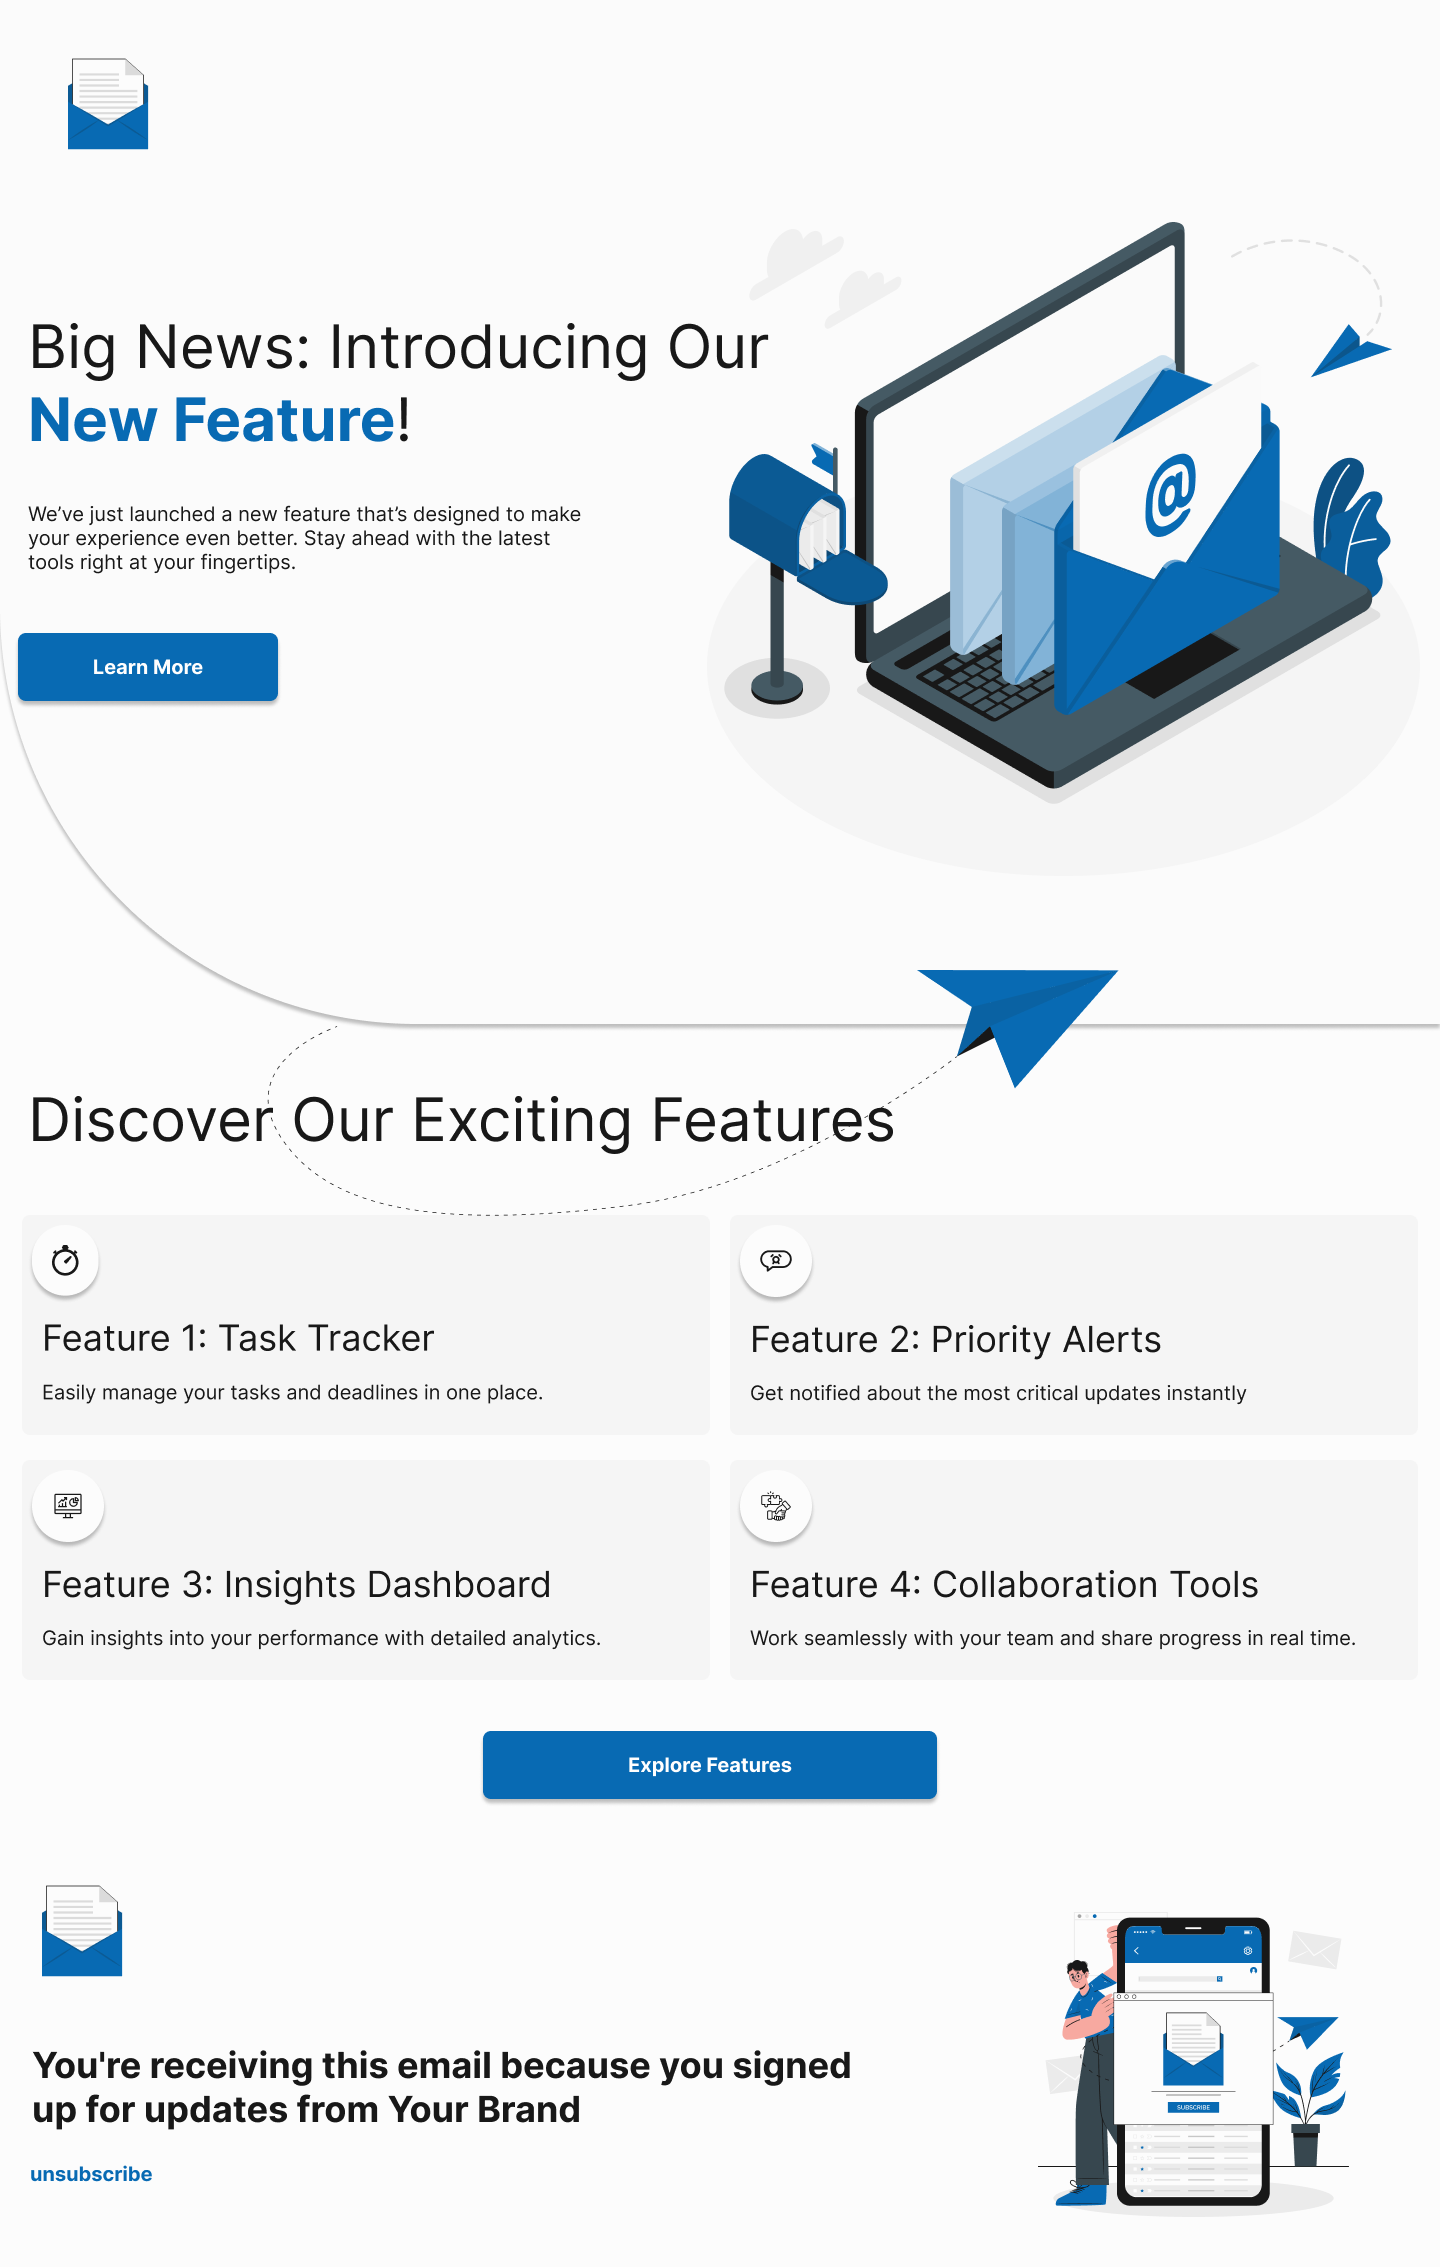 Big News: Introducing Our
New Feature!
We’ve just launched a new feature that’s designed to make
your experience even better. Stay ahead with the latest
tools right at your fingertips.
Learn More
@
Discover Our Exciting Features
Feature 1: Task Tracker
Easily manage your tasks and deadlines in one place.
Feature 2: Priority Alerts
Get notified about the most critical updates instantly
Feature 3: Insights Dashboard
Gain insights into your performance with detailed analytics.
Feature 4: Collaboration Tools
Work seamlessly with your team and share progress in real time.
Explore Features
You're receiving this email because you signed
up for updates from Your Brand
unsubscribe
SUBSCRIBE